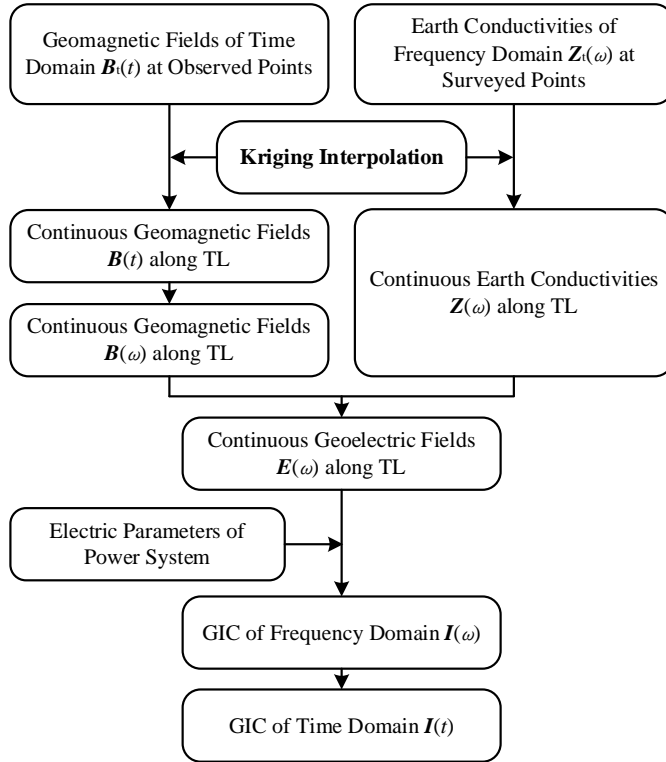 Geomagnetic Fields of Time
Domain Bₜ(t) at Observed Points
Earth Conductivities of
Frequency Domain Zₜ(ω) at
Surveyed Points
Kriging Interpolation
Continuous Geomagnetic Fields
B(t) along TL
Continuous Geomagnetic Fields
B(ω) along TL
Continuous Earth Conductivities
Z(ω) along TL
Continuous Geoelectric Fields
E(ω) along TL
Electric Parameters of
Power System
GIC of Frequency Domain I(ω)
GIC of Time Domain I(t)